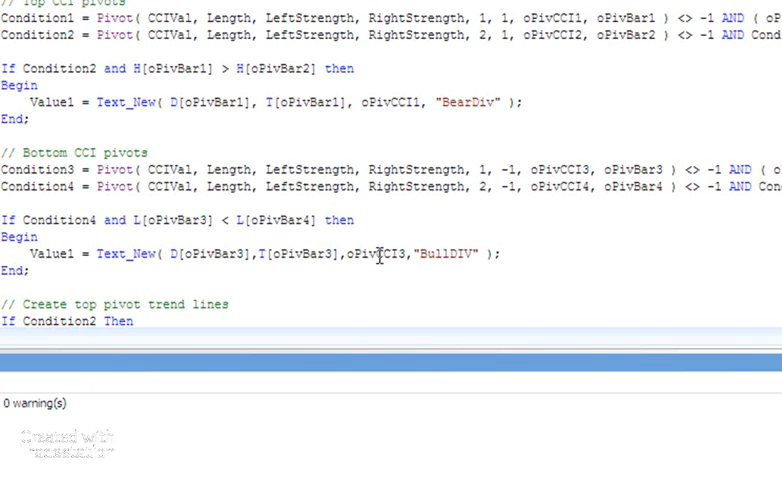 // Top CCI pivots
Condition1 = Pivot( CCIVal, Length, LeftStrength, RightStrength, 1, 1, oPivCCI1, oPivBar1 ) <> -1 AND ( oP
Condition2 = Pivot( CCIVal, Length, LeftStrength, RightStrength, 2, 1, oPivCCI2, oPivBar2 ) <> -1 AND Cond
If Condition2 and H[oPivBar1] > H[oPivBar2] then
Begin
Value1 = Text_New( D[oPivBar1], T[oPivBar1], oPivCCI1, "BearDiv" );
End;
// Bottom CCI pivots
Condition3 = Pivot( CCIVal, Length, LeftStrength, RightStrength, 1, -1, oPivCCI3, oPivBar3 ) <> -1 AND ( o
Condition4 = Pivot( CCIVal, Length, LeftStrength, RightStrength, 2, -1, oPivCCI4, oPivBar4 ) <> -1 AND Con
If Condition4 and L[oPivBar3] < L[oPivBar4] then
Begin
Value1 = Text_New( D[oPivBar3],T[oPivBar3],oPivCCI3,"BullDIV" );
End;
// Create top pivot trend lines
If Condition2 Then
0 warning(s)
Created with